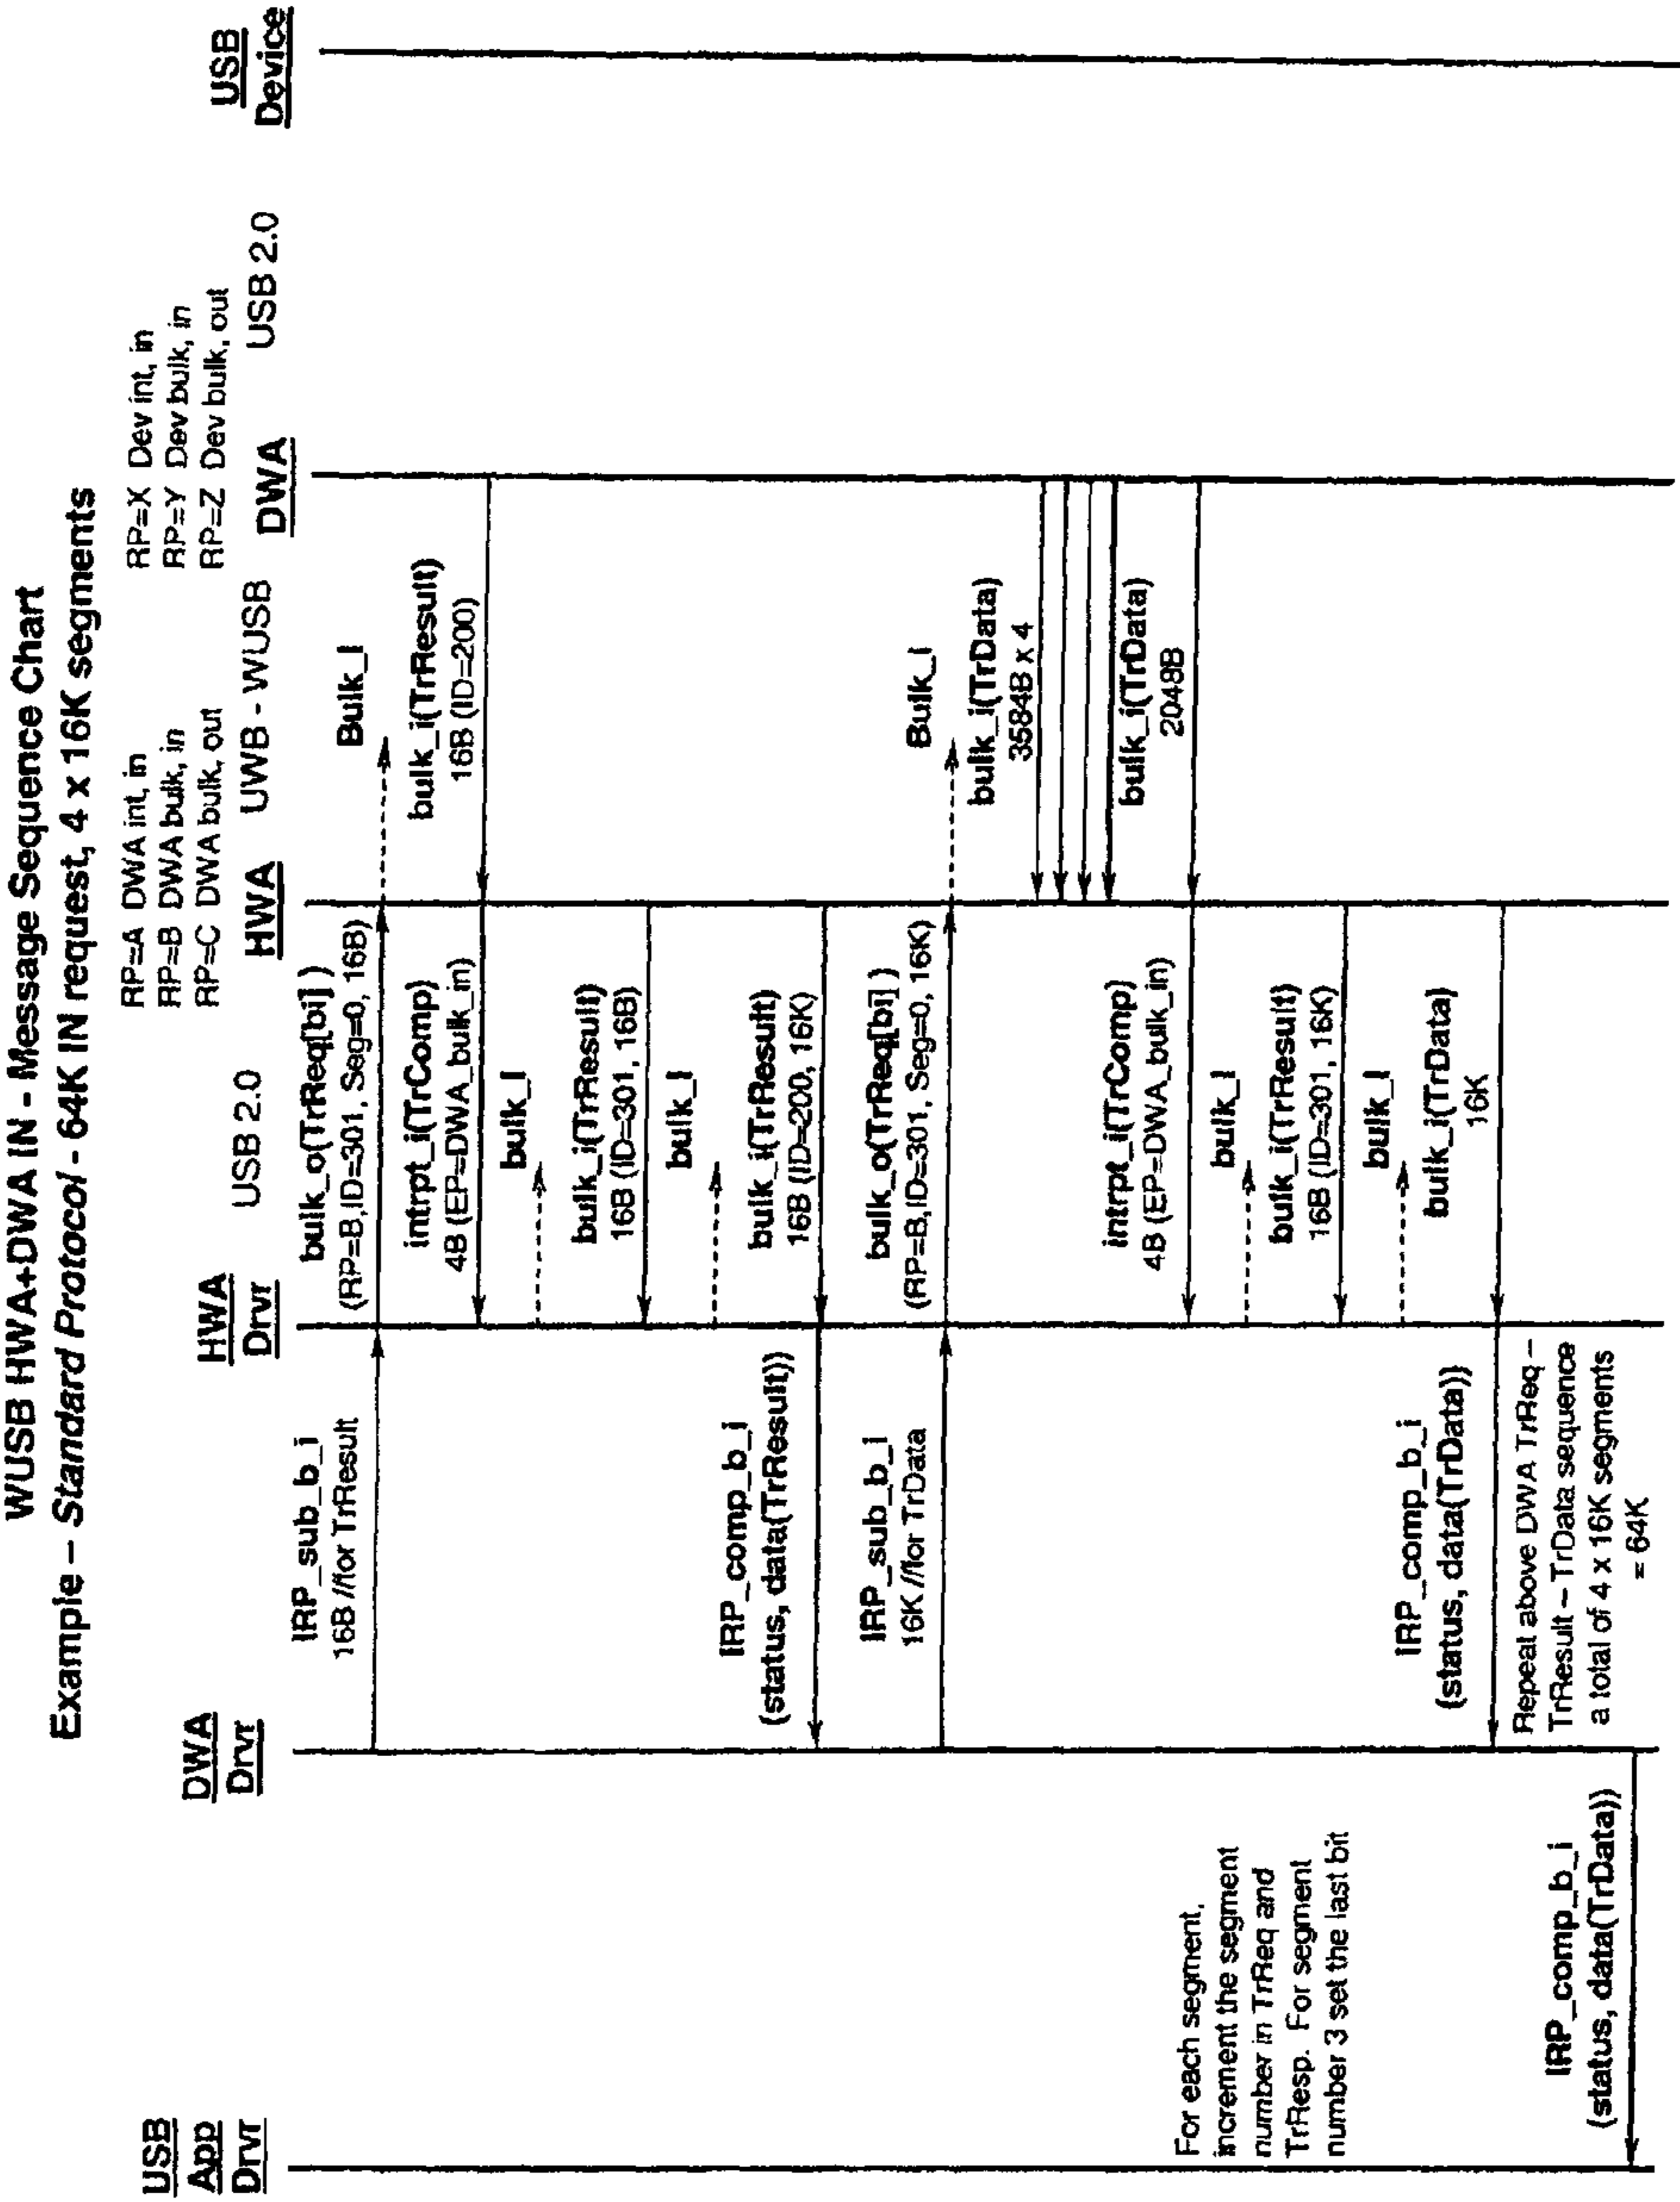 WUSB HWA+DWA IN - Message Sequence Chart
Example – Standard Protocol - 64K IN request, 4 x 16K segments
RP=A DWA int, in
RP=B DWA bulk, in
RP=C DWA bulk, out
RP=X Dev int, in
RP=Y Dev bulk, in
RP=Z Dev bulk, out
USB
App
Drvr
DWA
Drvr
HWA
Drvr
USB 2.0
HWA
UWB - WUSB
DWA
USB 2.0
USB
Device
IRP_sub_b_i
16B //for TrResult
bulk_o(TrReq[bi])
(RP=B,ID=301, Seg=0, 16B)
Bulk_I
intrpt_i(TrComp)
4B (EP=DWA_bulk_in)
bulk_i(TrResult)
16B (ID=200)
bulk_I
bulk_i(TrResult)
16B (ID=301, 16B)
bulk_I
IRP_comp_b_i
(status, data(TrResult))
bulk_i(TrResult)
16B (ID=200, 16K)
IRP_sub_b_i
16K //for TrData
bulk_o(TrReq[bi])
(RP=B,ID=301, Seg=0, 16K)
Bulk_I
bulk_i(TrData)
3584B x 4
intrpt_i(TrComp)
4B (EP=DWA_bulk_in)
bulk_i(TrData)
2048B
bulk_I
bulk_i(TrResult)
16B (ID=301, 16K)
bulk_I
IRP_comp_b_i
(status, data(TrData))
bulk_i(TrData)
16K
For each segment,
increment the segment
number in TrReq and
TrResp. For segment
number 3 set the last bit
Repeat above DWA TrReq –
TrResult – TrData sequence
a total of 4 x 16K segments
= 64K
IRP_comp_b_i
(status, data(TrData))